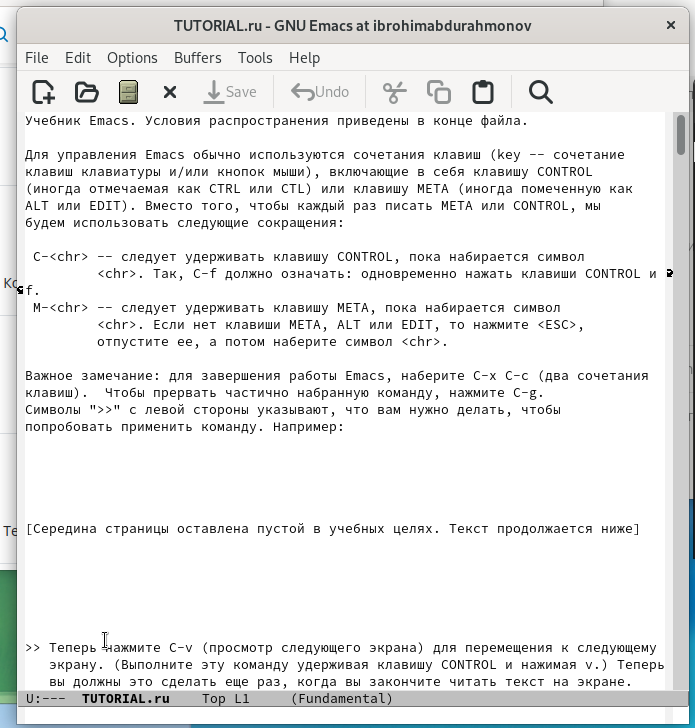 TUTORIAL.ru - GNU Emacs at ibrohimabdurahmonov
File Edit Options Buffers Tools Help
Save Undo
Учебник Emacs. Условия распространения приведены в конце файла.
Для управления Emacs обычно используются сочетания клавиш (key -- сочетание
клавиш клавиатуры и/или кнопок мыши), включающие в себя клавишу CONTROL
(иногда отмечаемая как CTRL или CTL) или клавишу META (иногда помеченную как
ALT или EDIT). Вместо того, чтобы каждый раз писать META или CONTROL, мы
будем использовать следующие сокращения:
C-<chr> -- следует удерживать клавишу CONTROL, пока набирается символ
<chr>. Так, C-f должно означать: одновременно нажать клавиши CONTROL и
f.
M-<chr> -- следует удерживать клавишу META, пока набирается символ
<chr>. Если нет клавиши META, ALT или EDIT, то нажмите <ESC>,
отпустите ее, а потом наберите символ <chr>.
Важное замечание: для завершения работы Emacs, наберите C-x C-c (два сочетания
клавиш). Чтобы прервать частично набранную команду, нажмите C-g.
Символы ">>" с левой стороны указывают, что вам нужно делать, чтобы
попробовать применить команду. Например:
[Середина страницы оставлена пустой в учебных целях. Текст продолжается ниже]
>> Теперь нажмите C-v (просмотр следующего экрана) для перемещения к следующему
экрану. (Выполните эту команду удерживая клавишу CONTROL и нажимая v.) Теперь
вы должны это сделать еще раз, когда вы закончите читать текст на экране.
U:--- TUTORIAL.ru Top L1 (Fundamental)